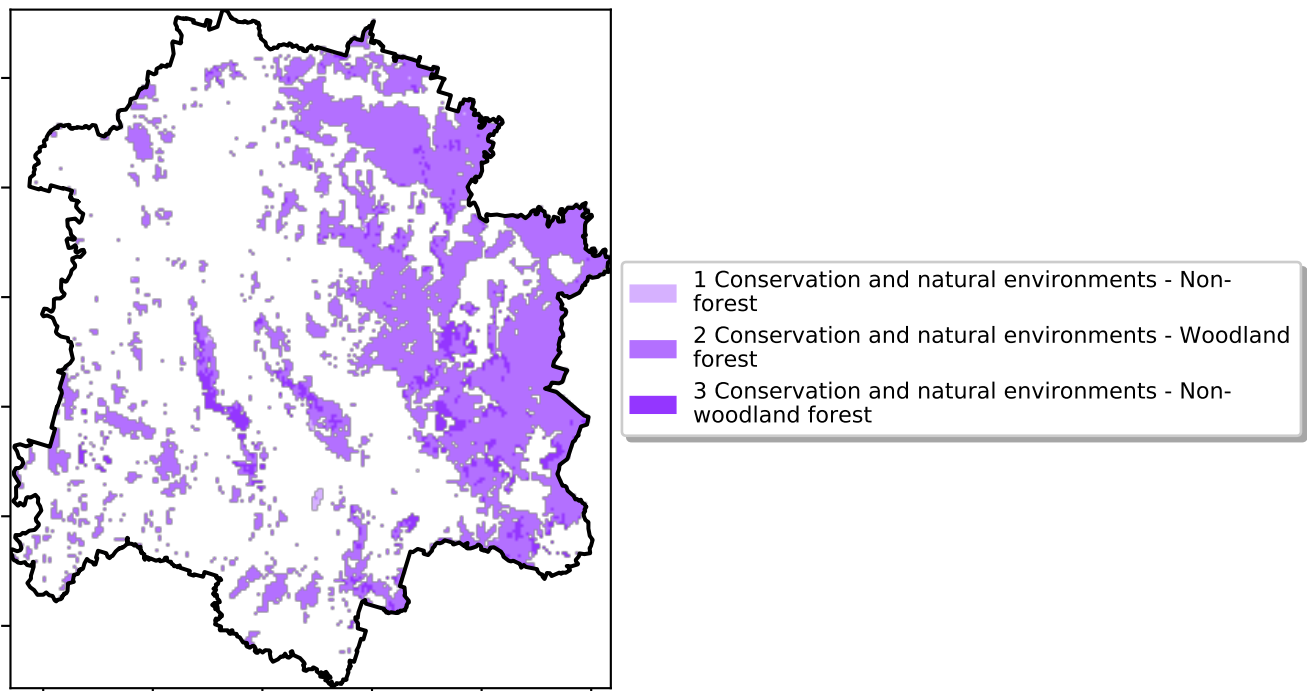 1 Conservation and natural environments - Non-
forest
2 Conservation and natural environments - Woodland
forest
3 Conservation and natural environments - Non-
woodland forest